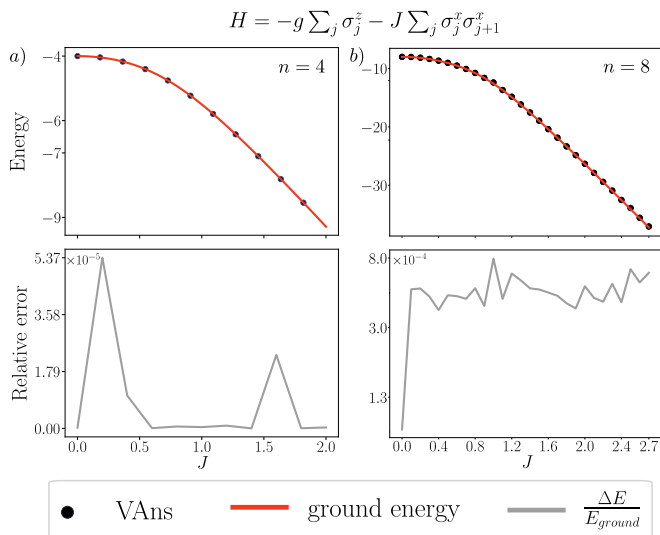 H = −g ∑_j σ_j^z − J ∑_j σ_j^x σ_{j+1}^x
a)
n = 4
Energy
−4
−6
−7
−9
b)
n = 8
−10
−20
−30
Relative error
×10^{−5}
5.37
3.58
1.79
0.00
0.0 0.5 1.0 1.5 2.0
J
×10^{−4}
8.0
3.0
1.3
0.0 0.4 0.8 1.2 1.6 2.0 2.4 2.7
J
VAns ground energy ΔE/E_{ground}